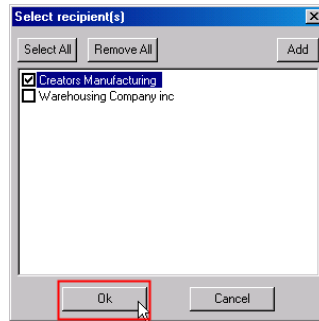 Select recipient(s)
Select All Remove All Add
Creators Manufacturing
Warehousing Company inc
Ok Cancel